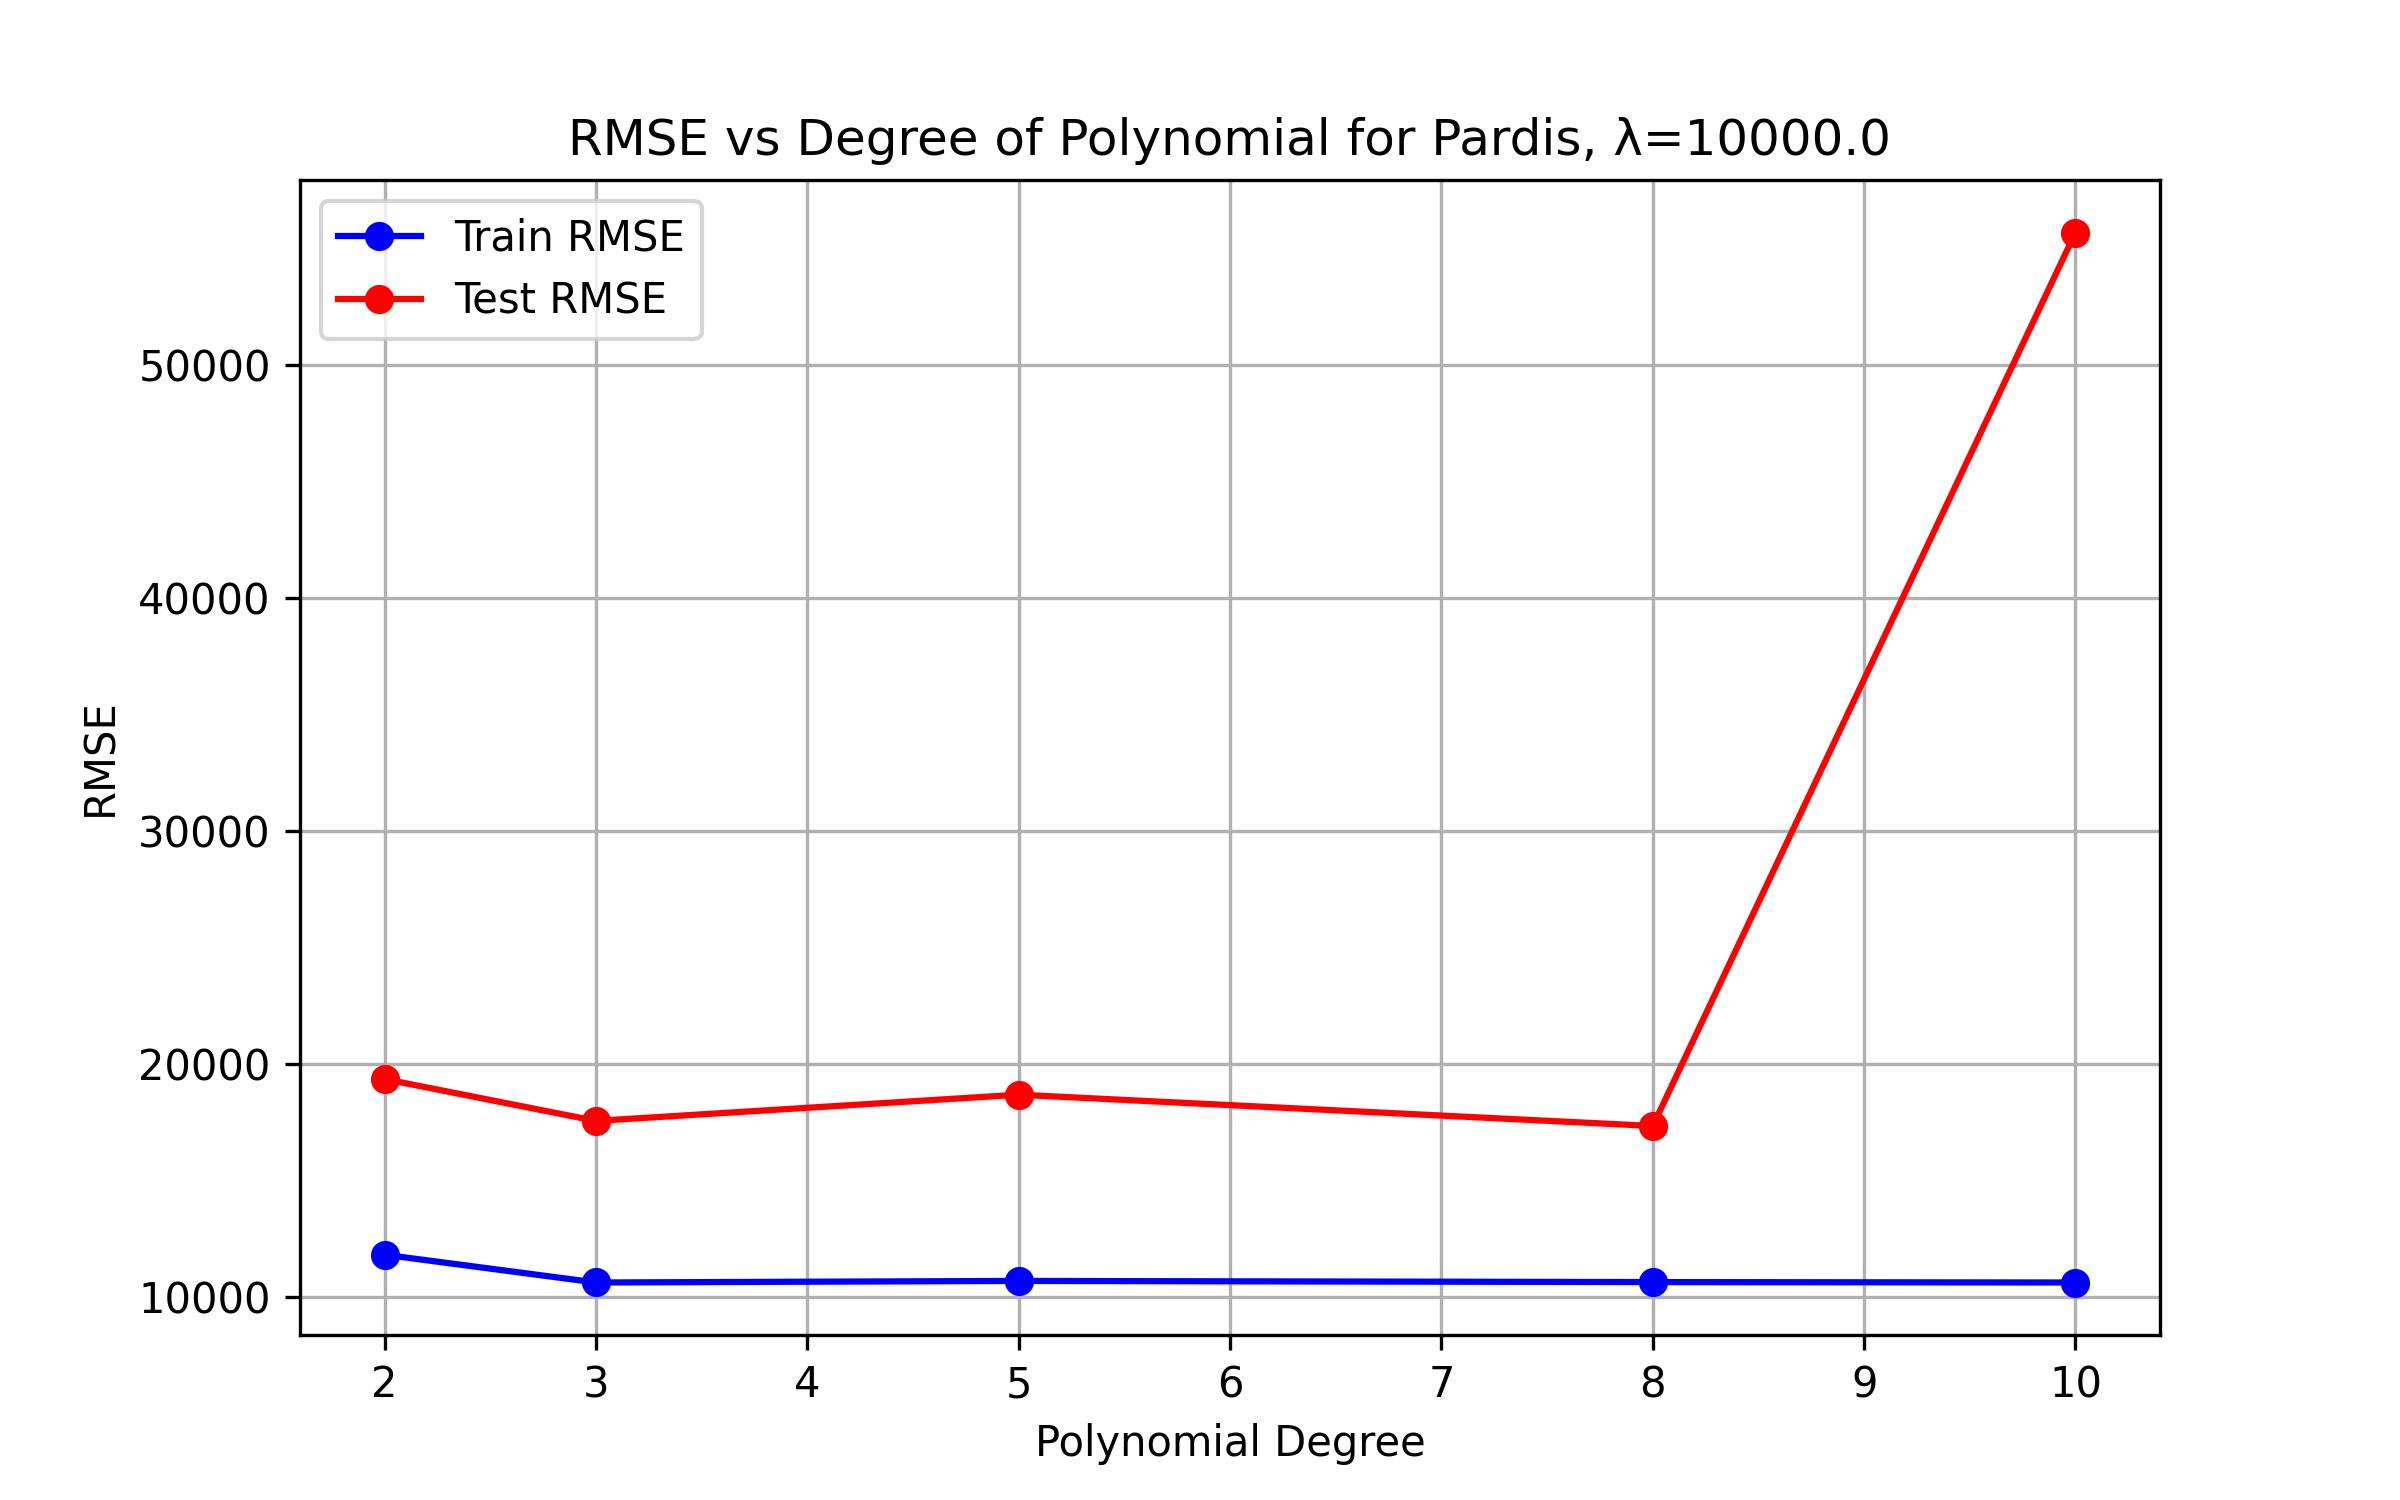 RMSE vs Degree of Polynomial for Pardis, λ=10000.0
Train RMSE
Test RMSE
50000
40000
30000
20000
10000
RMSE
2 3 4 5 6 7 8 9 10
Polynomial Degree